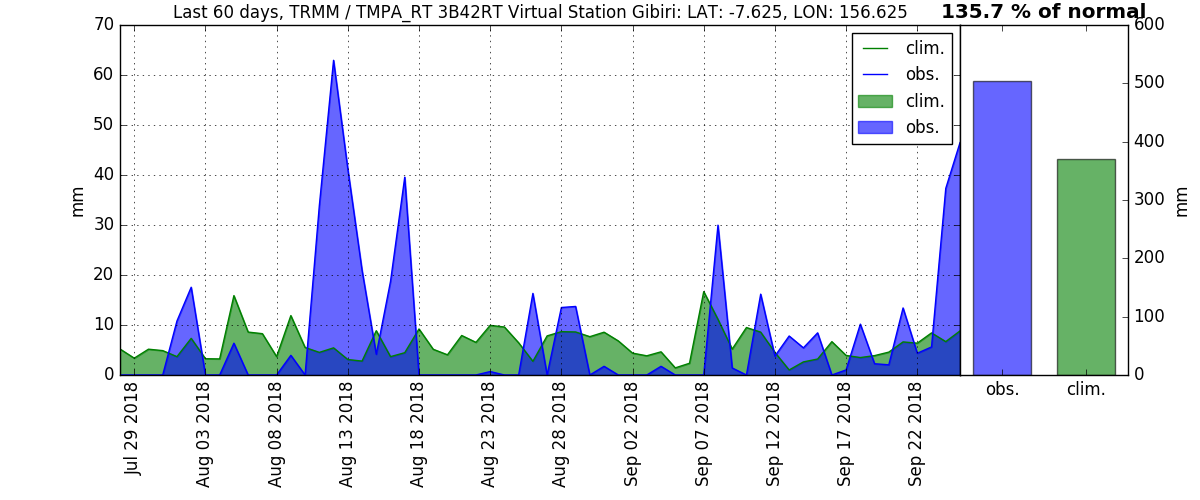 Last 60 days, TRMM / TMPA_RT 3B42RT Virtual Station Gibiri: LAT: -7.625, LON: 156.625
135.7 % of normal
70
60
50
40
30
20
10
0
mm
clim.
obs.
clim.
obs.
600
500
400
300
200
100
0
mm
Jul 29 2018
Aug 03 2018
Aug 08 2018
Aug 13 2018
Aug 18 2018
Aug 23 2018
Aug 28 2018
Sep 02 2018
Sep 07 2018
Sep 12 2018
Sep 17 2018
Sep 22 2018
obs.
clim.